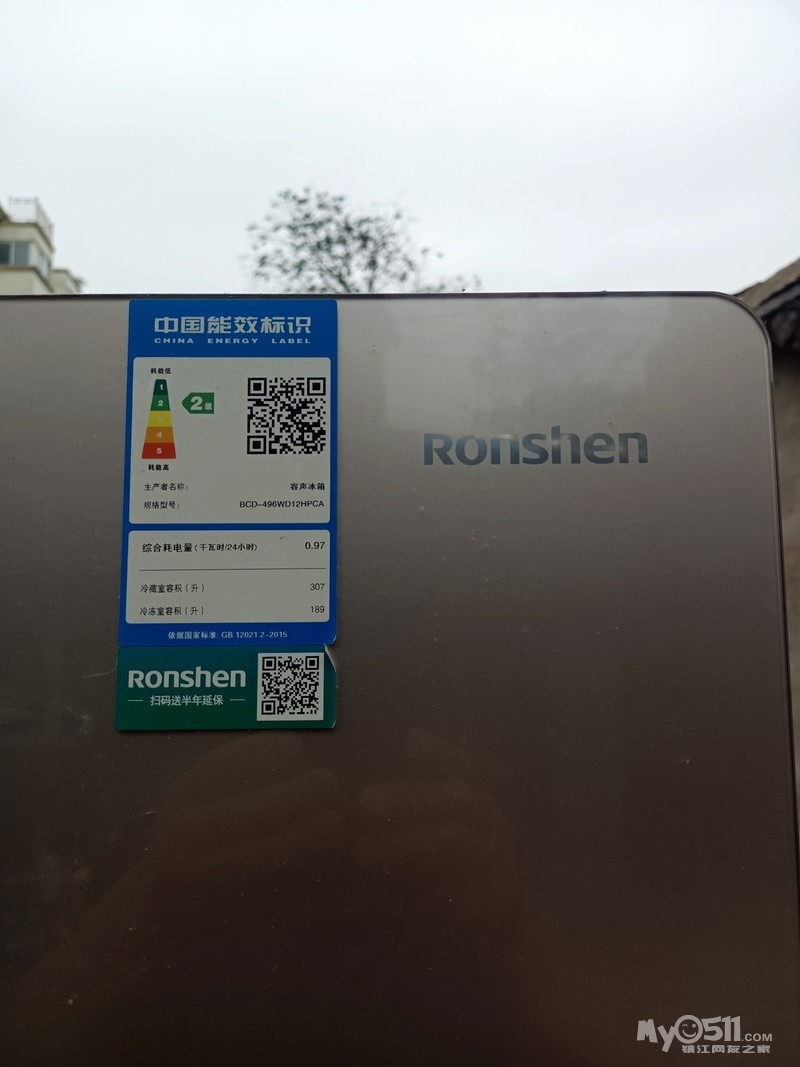 中国能效标识
CHINA ENERGY LABEL
耗能低
1
2
3
4
5
2级
耗能高
生产者名称: 容声冰箱
规格型号: BCD-496WD12HPCA
综合耗电量(千瓦时/24小时) 0.97
冷藏室容积(升) 307
冷冻室容积(升) 189
依据国家标准: GB 12021.2-2015
Ronshen
扫码送半年延保
Ronshen
My0511.com
镇江网友之家